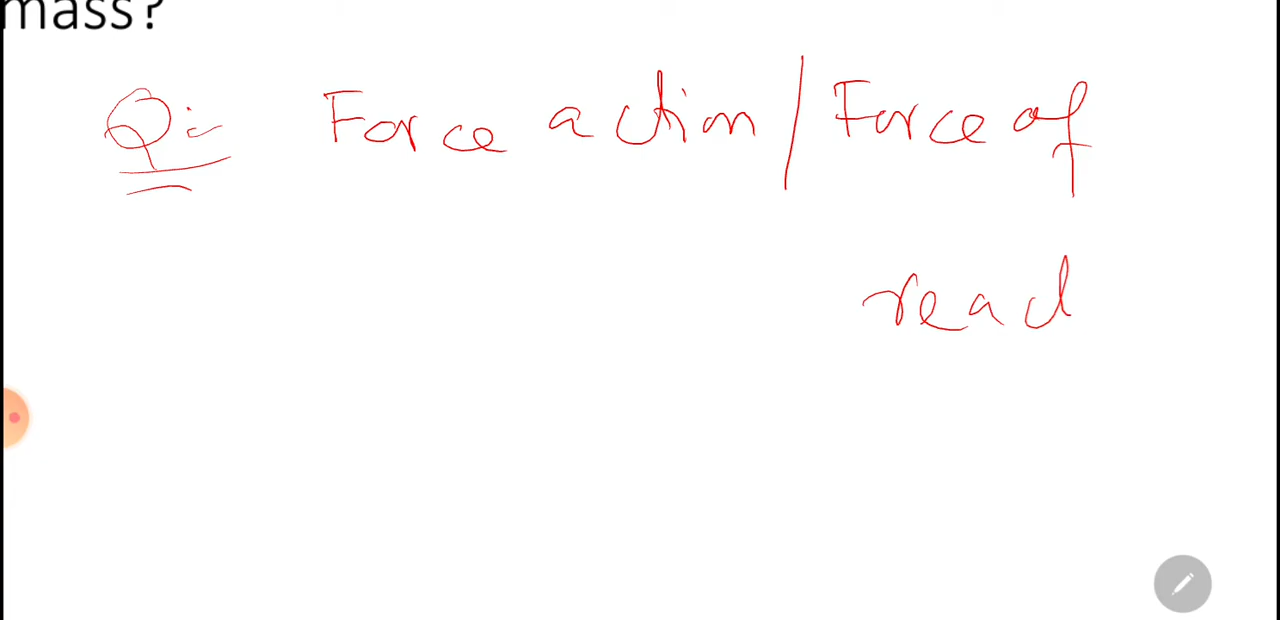 mass?
Q:- Force action / Force of
read